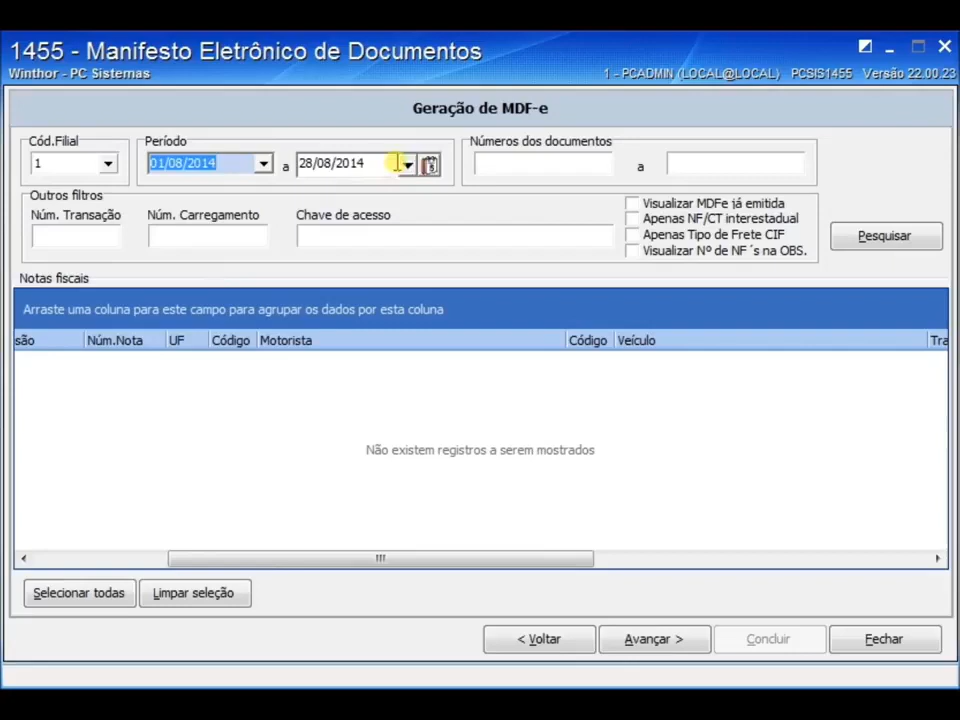 1455 - Manifesto Eletrônico de Documentos
Winthor - PC Sistemas
1 - PCADMIN (LOCAL@LOCAL) PCSIS1455 Versão 22.00.23
Geração de MDF-e
Cód.Filial
Período
Números dos documentos
1
01/08/2014
a
28/08/2014
a
Outros filtros
Núm. Transação
Núm. Carregamento
Chave de acesso
Visualizar MDFe já emitida
Apenas NF/CT interestadual
Apenas Tipo de Frete CIF
Visualizar Nº de NF´s na OBS.
Pesquisar
Notas fiscais
Arraste uma coluna para este campo para agrupar os dados por esta coluna
são Núm.Nota UF Código Motorista Código Veículo Tra
Não existem registros a serem mostrados
Selecionar todas Limpar seleção
< Voltar Avançar > Concluir Fechar